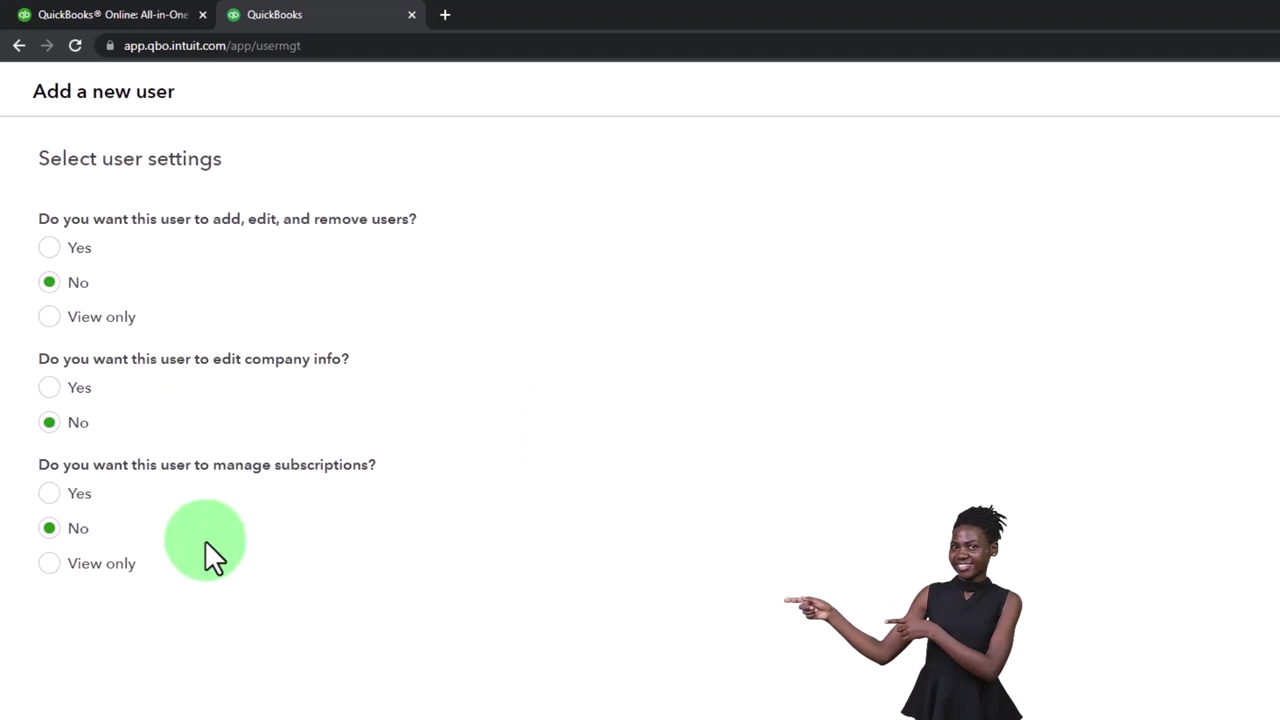 QuickBooks® Online: All-in-One
QuickBooks
app.qbo.intuit.com/app/usermgt
Add a new user
Select user settings
Do you want this user to add, edit, and remove users?
Yes
No
View only
Do you want this user to edit company info?
Yes
No
Do you want this user to manage subscriptions?
Yes
No
View only